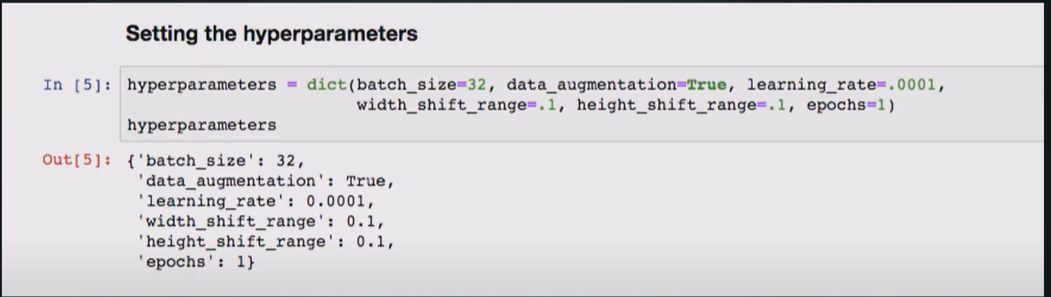 Setting the hyperparameters
In [5]: hyperparameters = dict(batch_size=32, data_augmentation=True, learning_rate=.0001,
width_shift_range=.1, height_shift_range=.1, epochs=1)
hyperparameters
Out[5]: {'batch_size': 32,
'data_augmentation': True,
'learning_rate': 0.0001,
'width_shift_range': 0.1,
'height_shift_range': 0.1,
'epochs': 1}